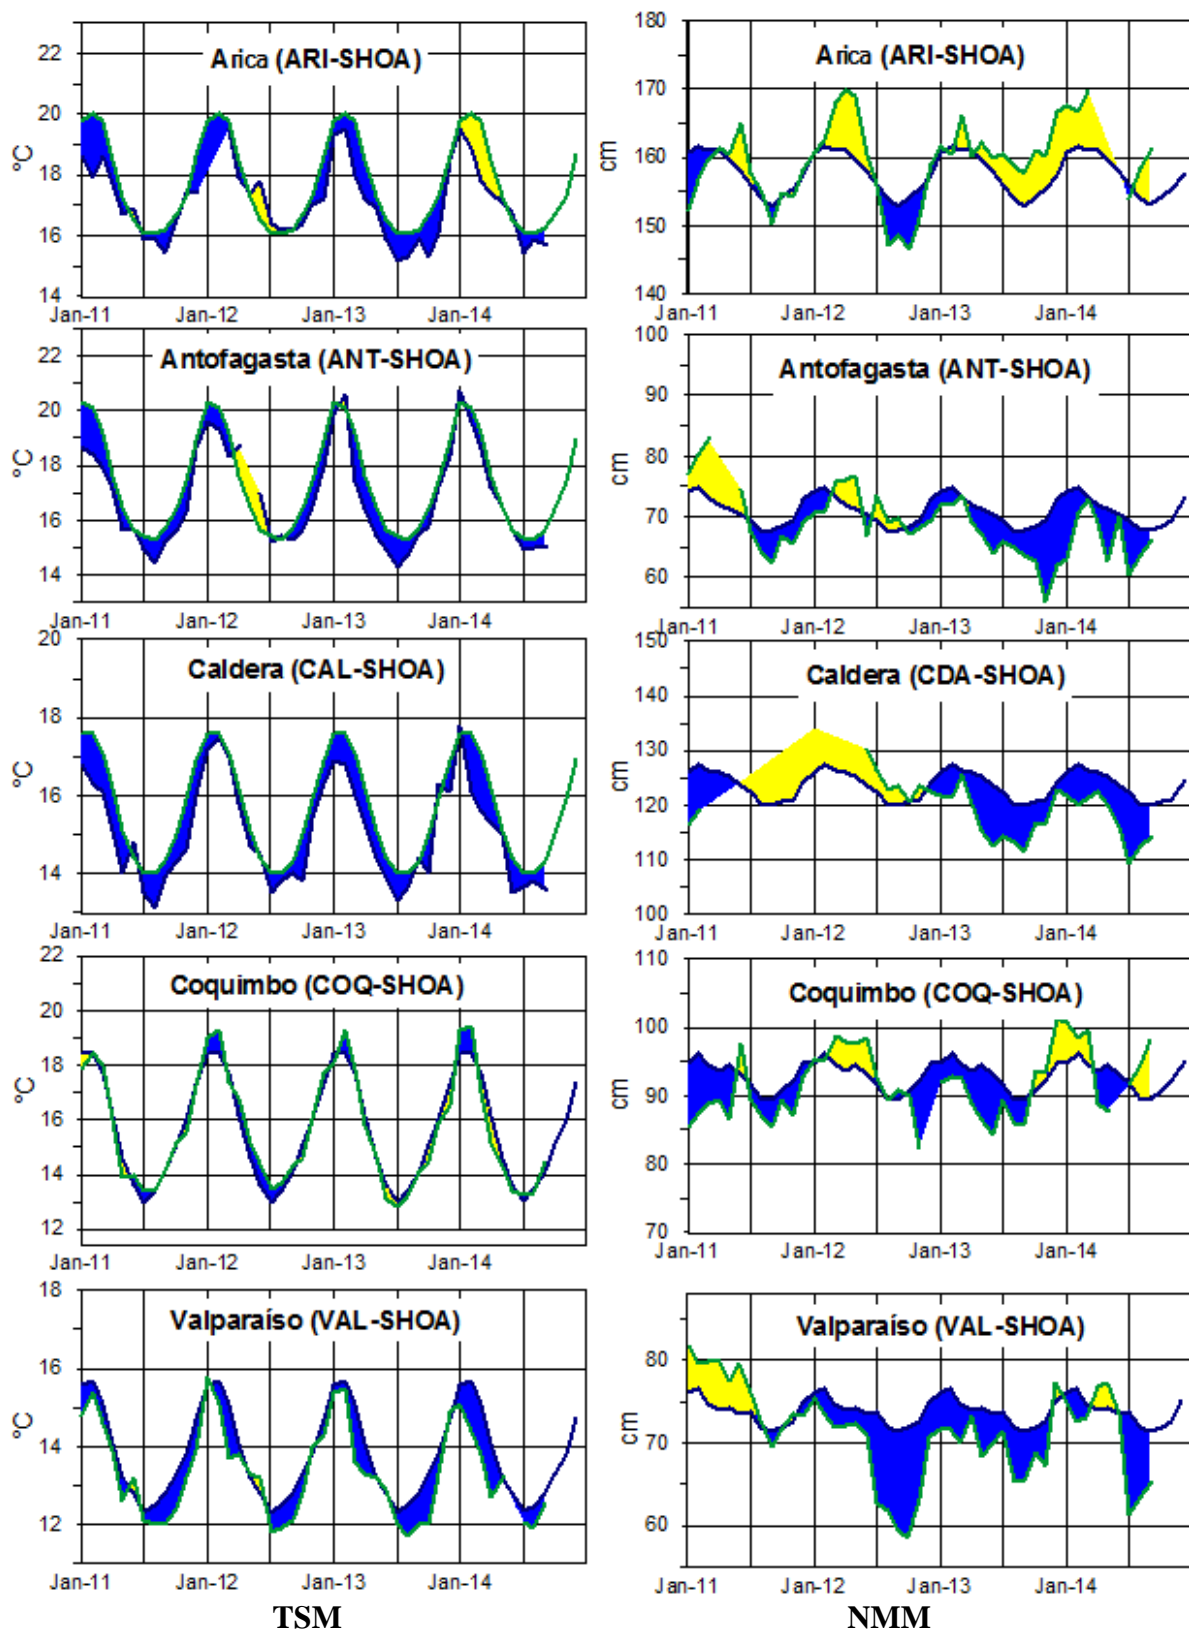 Arica (ARI-SHOA)
°C
22
20
18
16
14
Jan-11 Jan-12 Jan-13 Jan-14
Antofagasta (ANT-SHOA)
°C
22
20
18
16
14
Jan-11 Jan-12 Jan-13 Jan-14
Caldera (CAL-SHOA)
°C
20
18
16
14
Jan-11 Jan-12 Jan-13 Jan-14
Coquimbo (COQ-SHOA)
°C
22
20
18
16
14
12
Jan-11 Jan-12 Jan-13 Jan-14
Valparaíso (VAL-SHOA)
°C
18
16
14
12
Jan-11 Jan-12 Jan-13 Jan-14
TSM
Arica (ARI-SHOA)
cm
180
170
160
150
140
Jan-11 Jan-12 Jan-13 Jan-14
Antofagasta (ANT-SHOA)
cm
100
90
80
70
60
Jan-11 Jan-12 Jan-13 Jan-14
Caldera (CDA-SHOA)
cm
150
140
130
120
110
100
Jan-11 Jan-12 Jan-13 Jan-14
Coquimbo (COQ-SHOA)
cm
110
100
90
80
70
Jan-11 Jan-12 Jan-13 Jan-14
Valparaíso (VAL-SHOA)
cm
80
70
60
Jan-11 Jan-12 Jan-13 Jan-14
NMM